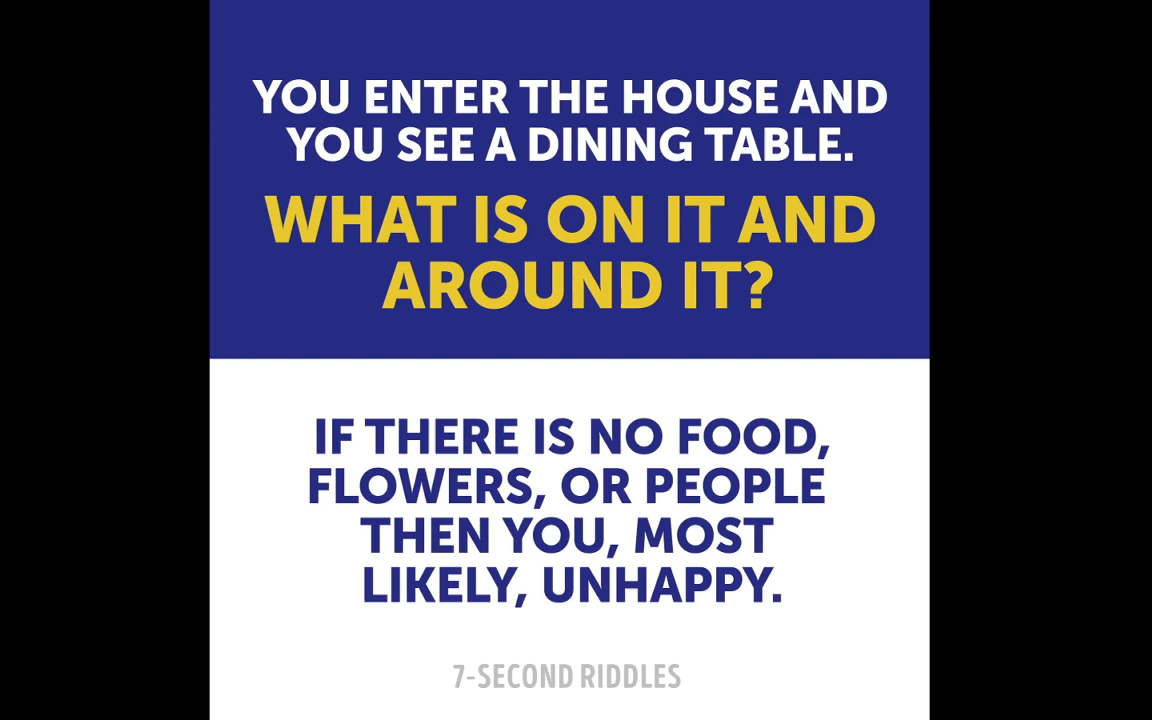 YOU ENTER THE HOUSE AND
YOU SEE A DINING TABLE.
WHAT IS ON IT AND
AROUND IT?
IF THERE IS NO FOOD,
FLOWERS, OR PEOPLE
THEN YOU, MOST
LIKELY, UNHAPPY.
7-SECOND RIDDLES